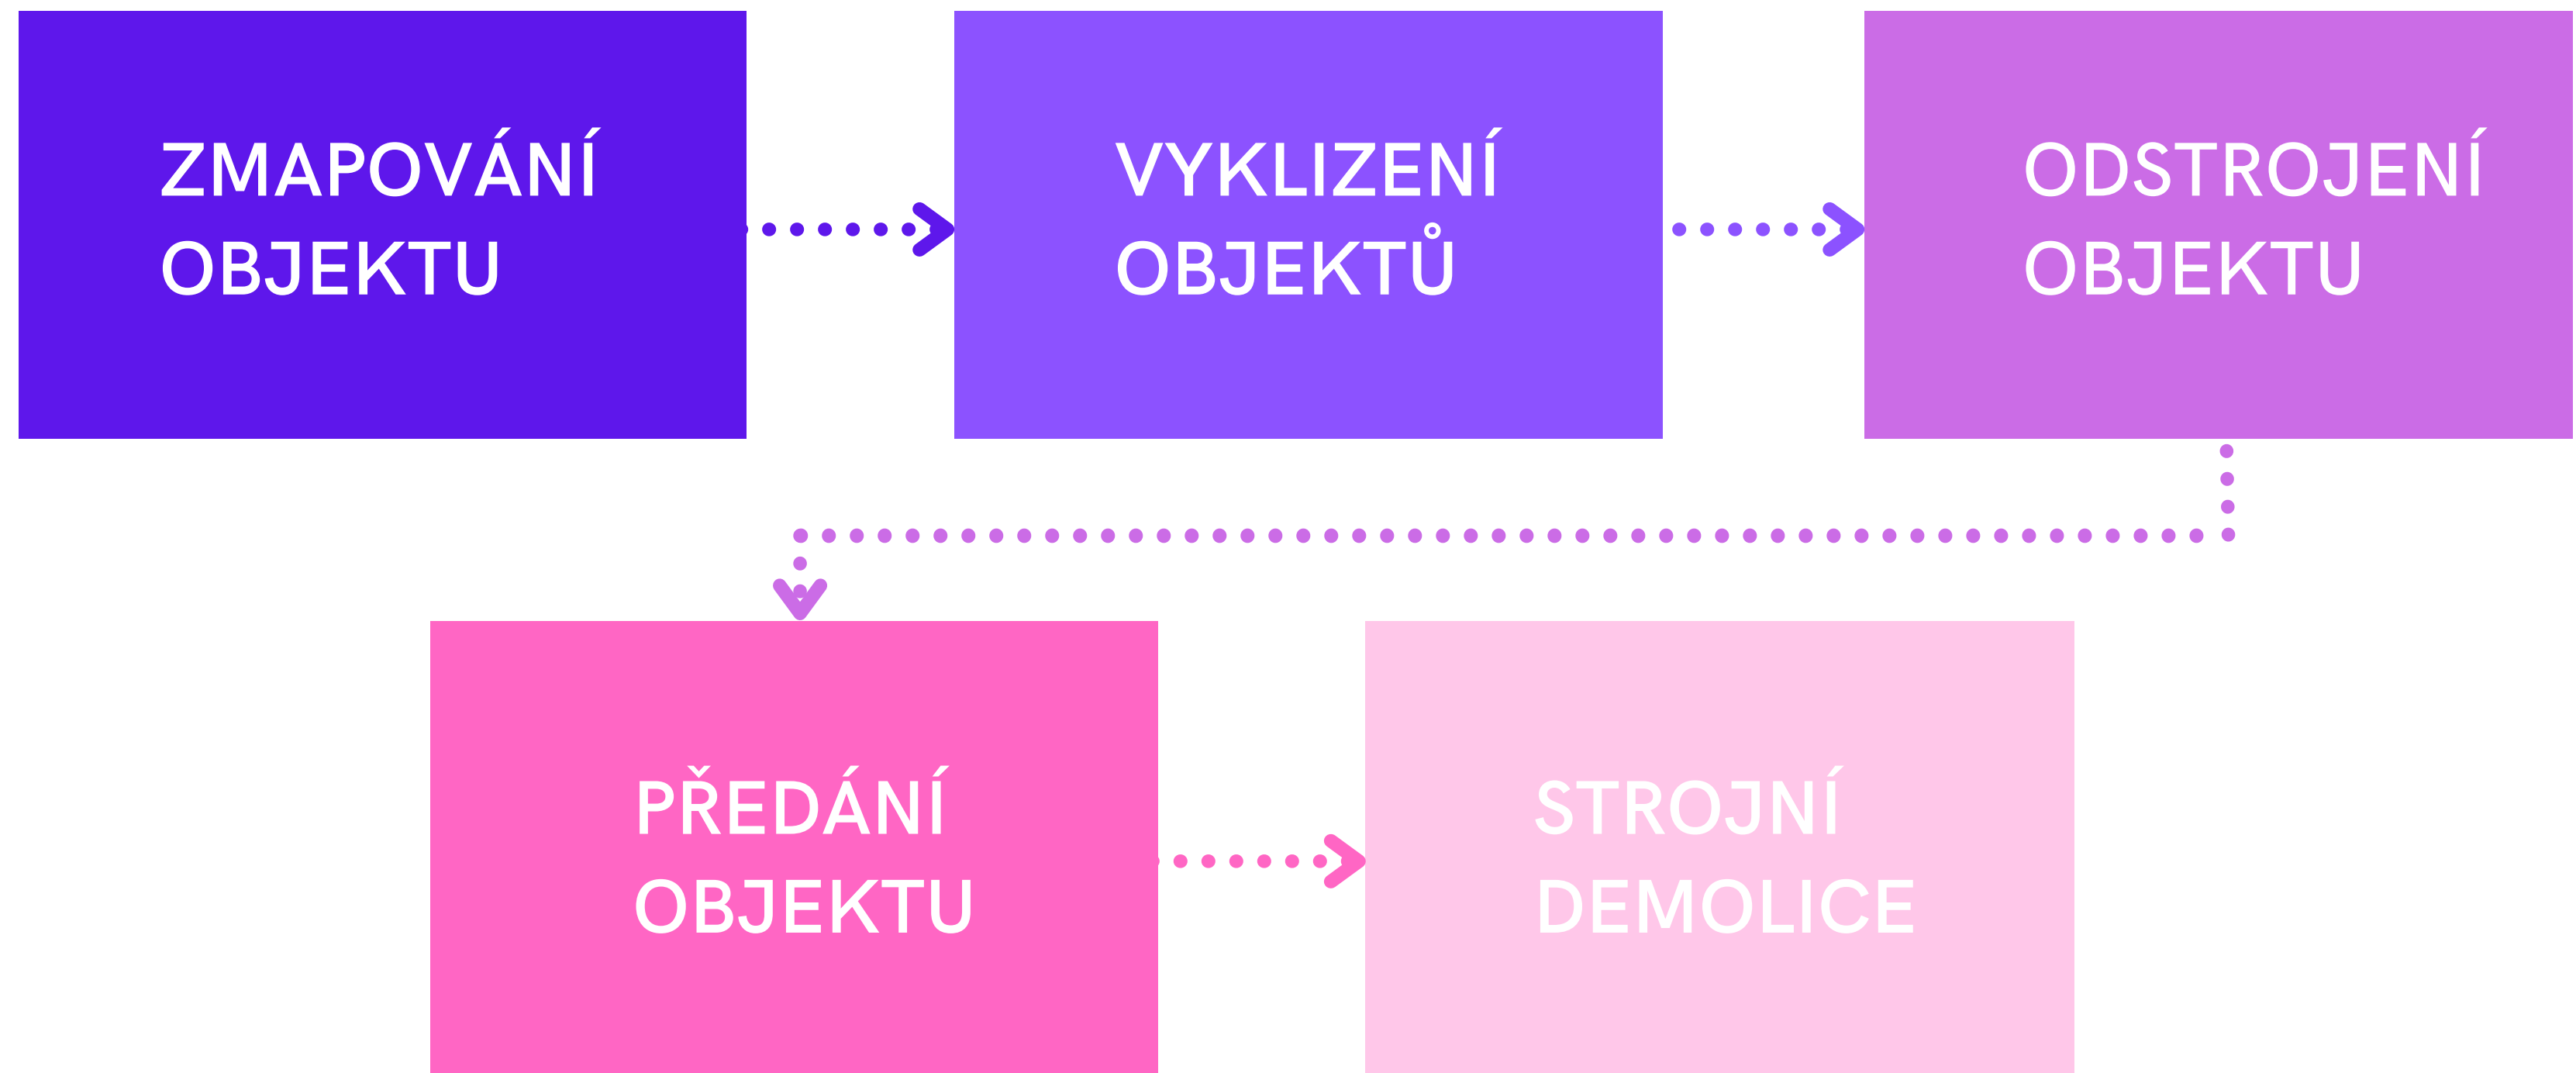 ZMAPOVÁNÍ
OBJEKTU
VYKLIZENÍ
OBJEKTŮ
ODSTROJENÍ
OBJEKTU
PŘEDÁNÍ
OBJEKTU
STROJNÍ
DEMOLICE